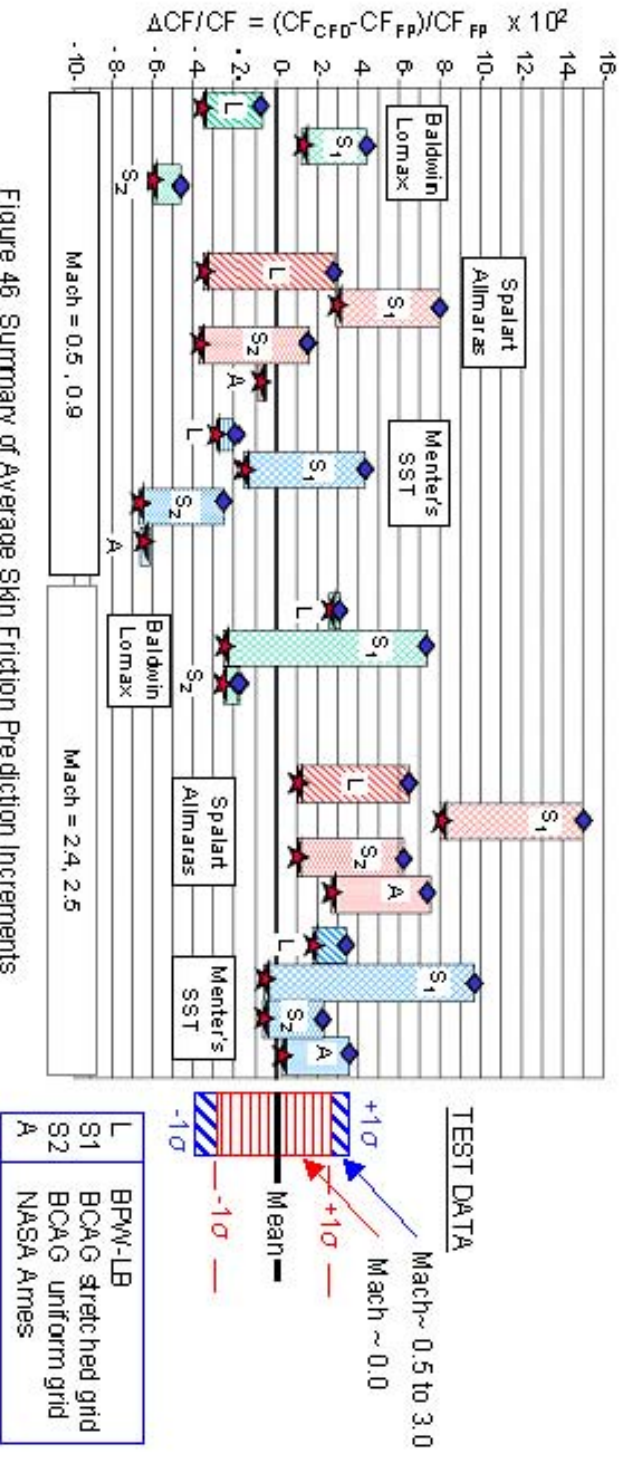 ΔCF/CF = (CF_CFD-CF_FP)/CF_FP x 10²
16
14
12
10
8
6
4
2
0
-2
-4
-6
-8
-10
Baldwin
Lomax
Spalart
Allmaras
Menter's
SST
L
S₁
S₂
L
S₁
S₂
A
L
S₁
S₂
A
L
S₁
S₂
L
S₁
S₂
A
L
S₁
S₂
A
Baldwin
Lomax
Spalart
Allmaras
Menter's
SST
Mach = 0.5 , 0.9
Mach = 2.4, 2.5
TEST DATA
+1σ
Mach~ 0.5 to 3.0
+1σ
Mach ~ 0.0
Mean
-1σ
-1σ
L BPW-LB
S1 BCAG stretched grid
S2 BCAG uniform grid
A NASA Ames
Figure 46 Summary of Average Skin Friction Prediction Increments